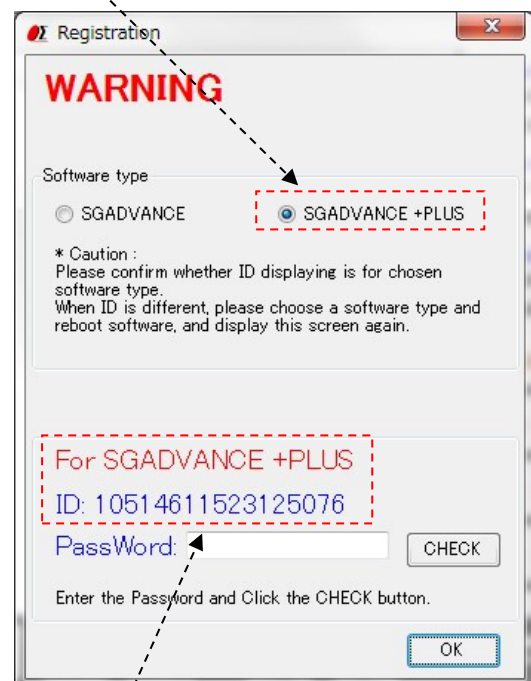 Registration
WARNING
Software type
SGADVANCE
SGADVANCE +PLUS
* Caution :
Please confirm whether ID displaying is for chosen
software type.
When ID is different, please choose a software type and
reboot software, and display this screen again.
For SGADVANCE +PLUS
ID: 10514611523125076
PassWord:
CHECK
Enter the Password and Click the CHECK button.
OK